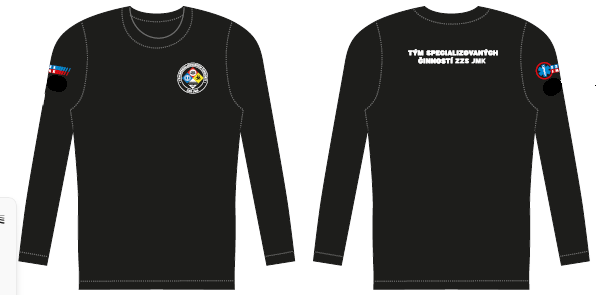 TÝM SPECIALIZOVANÝCH
ČINNOSTÍ ZZS JMK